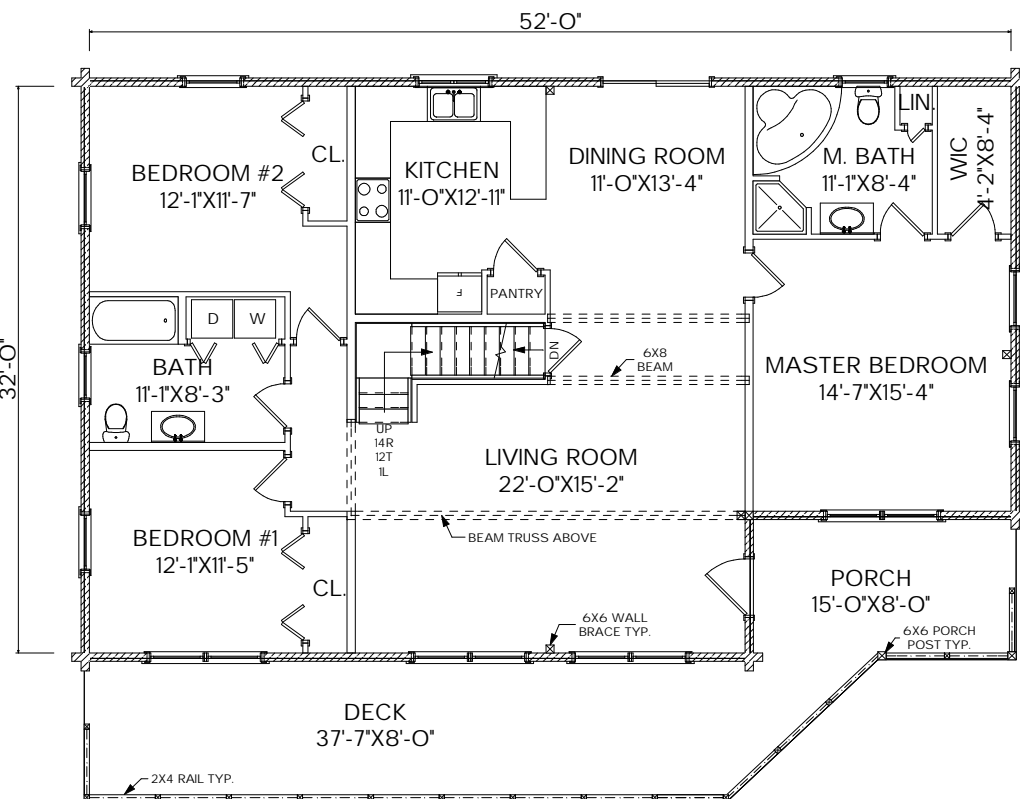 52'-0"
32'-0"
BEDROOM #2
12'-1"X11'-7"
CL.
KITCHEN
11'-0"X12'-11"
DINING ROOM
11'-0"X13'-4"
M. BATH
11'-1"X8'-4"
LIN.
WIC
4'-2"X8'-4"
F
PANTRY
D
W
BATH
11'-1"X8'-3"
DN
6X8
BEAM
MASTER BEDROOM
14'-7"X15'-4"
UP
14R
12T
1L
LIVING ROOM
22'-0"X15'-2"
BEAM TRUSS ABOVE
BEDROOM #1
12'-1"X11'-5"
CL.
6X6 WALL
BRACE TYP.
PORCH
15'-0"X8'-0"
6X6 PORCH
POST TYP.
DECK
37'-7"X8'-0"
2X4 RAIL TYP.